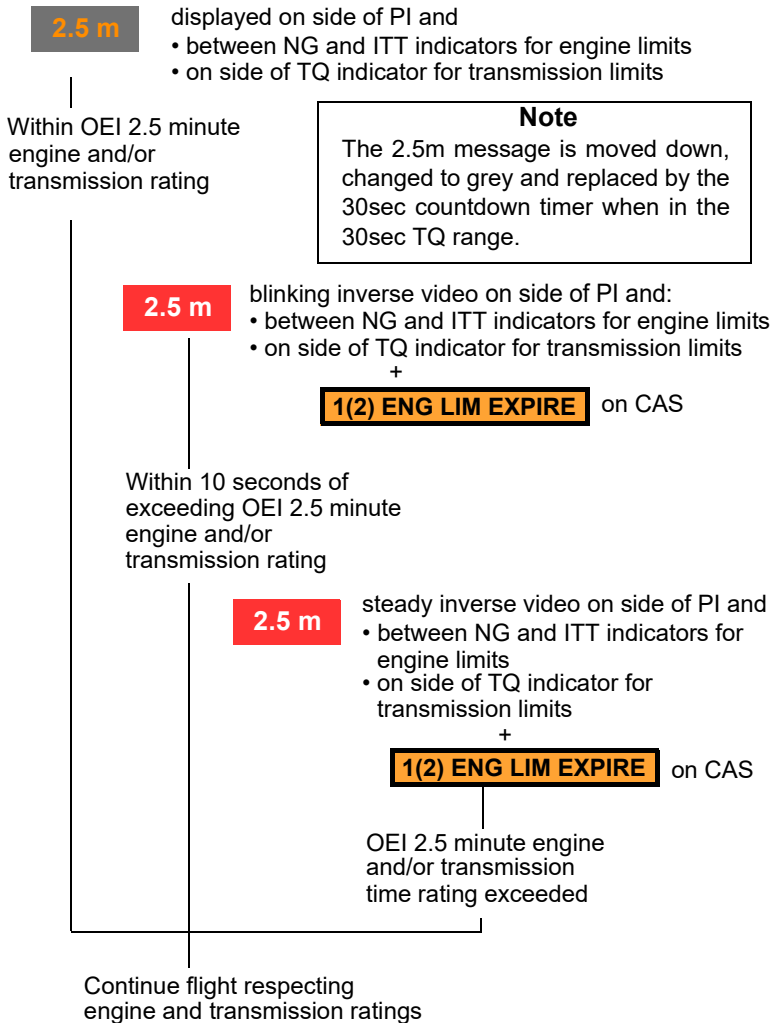 2.5 m
displayed on side of PI and
• between NG and ITT indicators for engine limits
• on side of TQ indicator for transmission limits
Within OEI 2.5 minute
engine and/or
transmission rating
Note
The 2.5m message is moved down,
changed to grey and replaced by the
30sec countdown timer when in the
30sec TQ range.
2.5 m
blinking inverse video on side of PI and:
• between NG and ITT indicators for engine limits
• on side of TQ indicator for transmission limits
+
1(2) ENG LIM EXPIRE on CAS
Within 10 seconds of
exceeding OEI 2.5 minute
engine and/or
transmission rating
2.5 m
steady inverse video on side of PI and
• between NG and ITT indicators for
engine limits
• on side of TQ indicator for
transmission limits
+
1(2) ENG LIM EXPIRE on CAS
OEI 2.5 minute engine
and/or transmission
time rating exceeded
Continue flight respecting
engine and transmission ratings